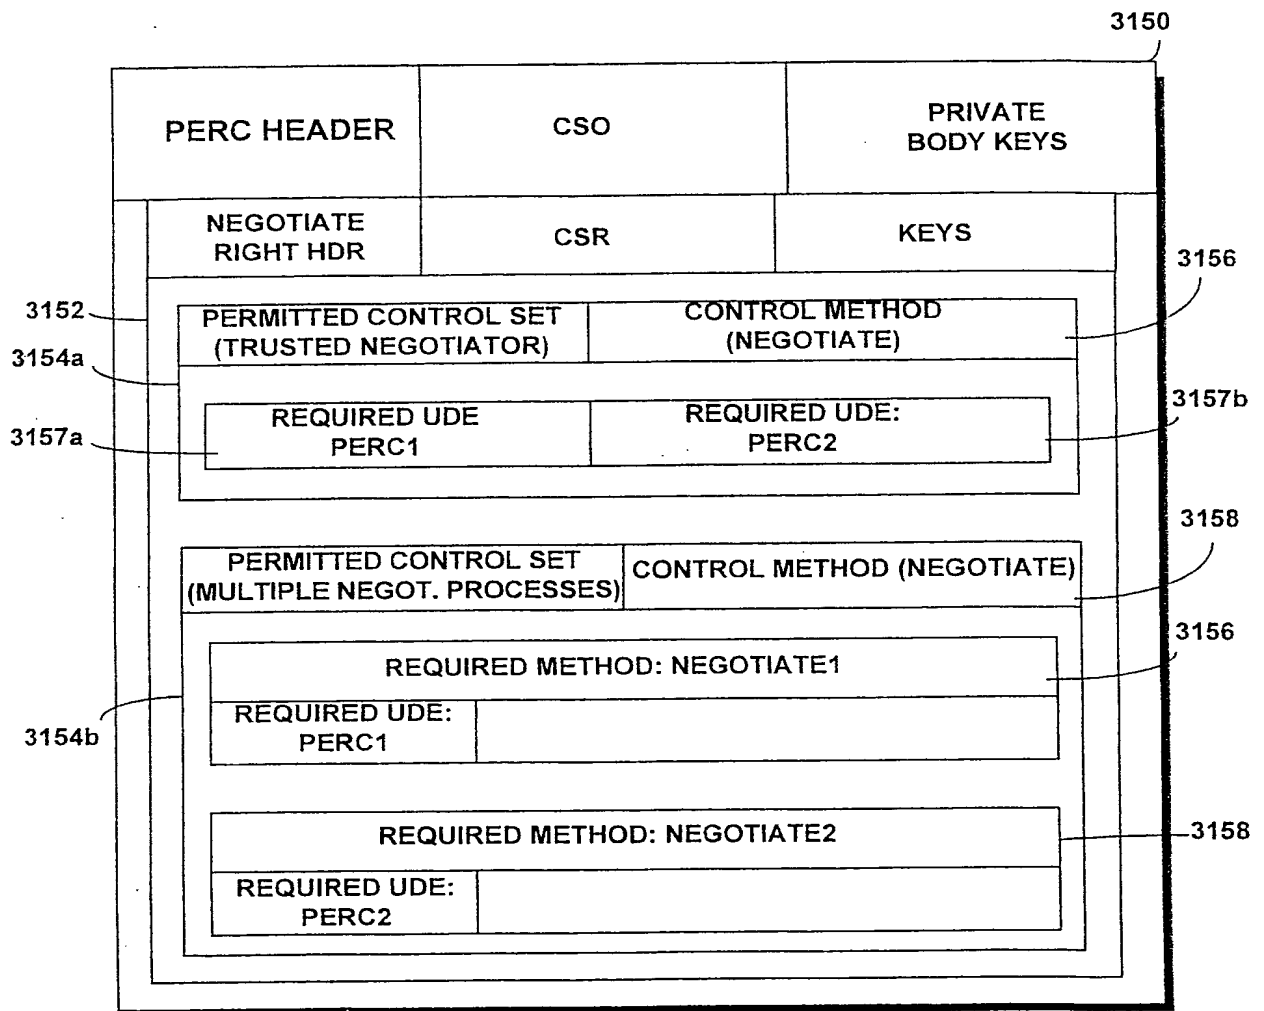 3150
PERC HEADER
CSO
PRIVATE
BODY KEYS
NEGOTIATE
RIGHT HDR
CSR
KEYS
3156
3152
PERMITTED CONTROL SET
(TRUSTED NEGOTIATOR)
CONTROL METHOD
(NEGOTIATE)
3154a
REQUIRED UDE
PERC1
REQUIRED UDE:
PERC2
3157b
3157a
3158
PERMITTED CONTROL SET
(MULTIPLE NEGOT. PROCESSES)
CONTROL METHOD (NEGOTIATE)
3156
REQUIRED METHOD: NEGOTIATE1
REQUIRED UDE:
PERC1
3154b
REQUIRED METHOD: NEGOTIATE2
3158
REQUIRED UDE:
PERC2